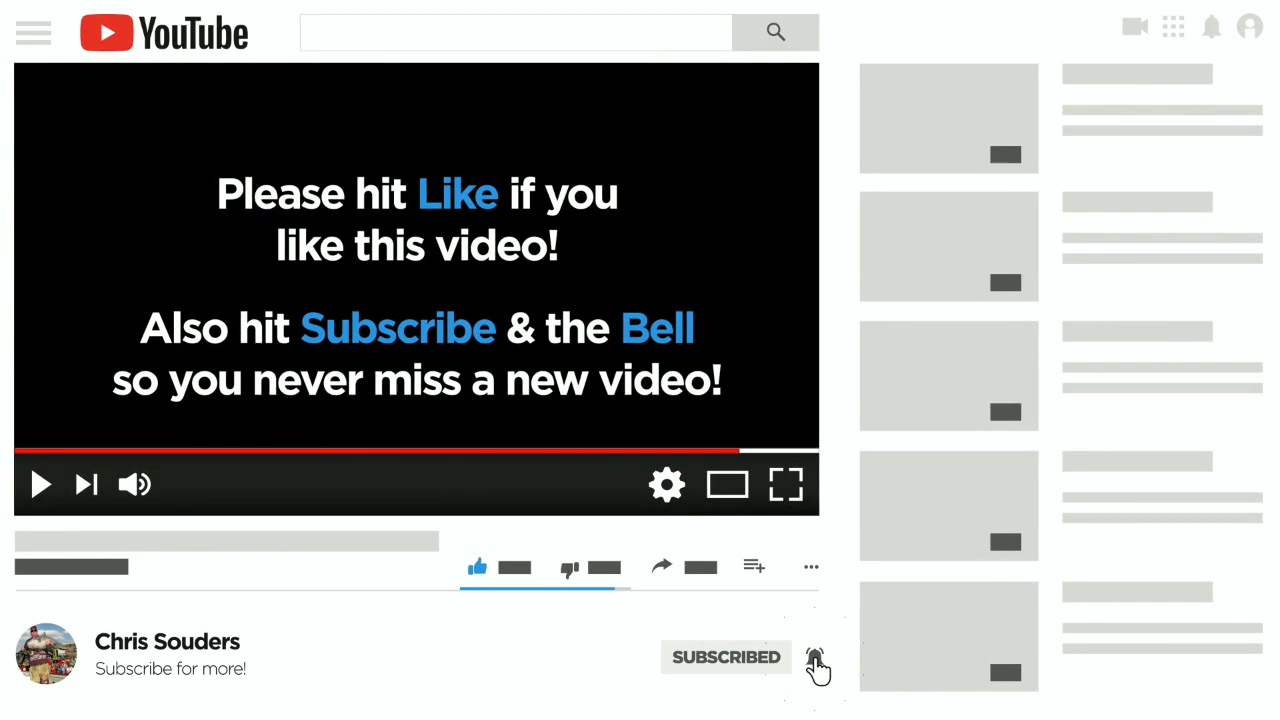 YouTube
Please hit Like if you
like this video!
Also hit Subscribe & the Bell
so you never miss a new video!
Chris Souders
Subscribe for more!
SUBSCRIBED